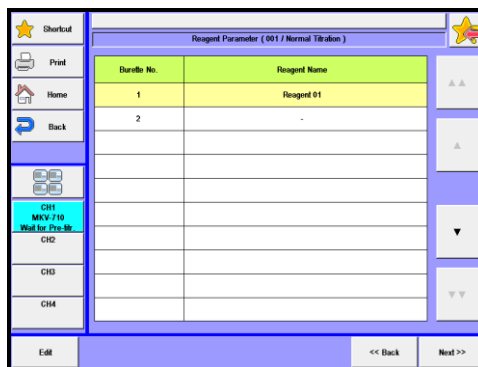 Shortcut
Reagent Parameter ( 001 / Normal Titration )
Print
Home
Back
Burette No. Reagent Name
1 Reagent 01
2 -
CH1
MKV-710
Wait for Pre-titr.
CH2
CH3
CH4
Edit << Back Next >>